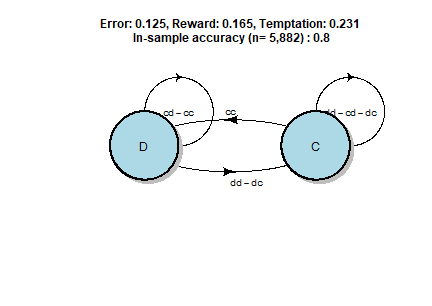 Error: 0.125, Reward: 0.165, Temptation: 0.231
In-sample accuracy (n= 5,882) : 0.8
cd – cc
cc
dd – cd – dc
D
C
dd – dc